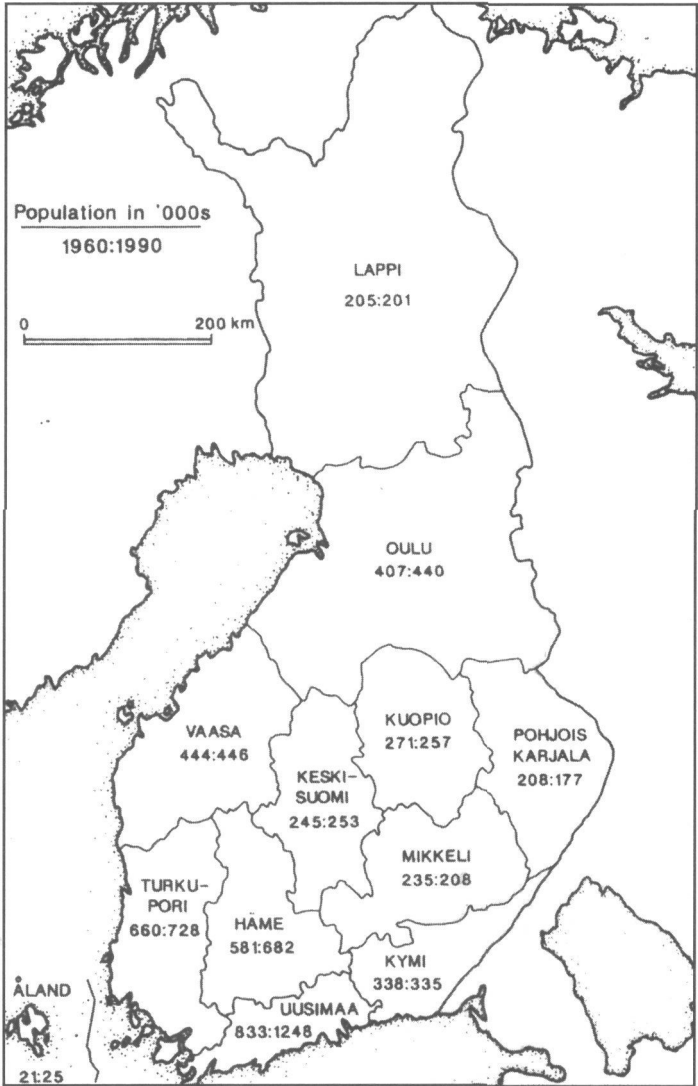 Population in '000s
1960:1990
0 200 km
LAPPI
205:201
OULU
407:440
VAASA
444:446
KESKI-
SUOMI
245:253
KUOPIO
271:257
POHJOIS
KARJALA
208:177
MIKKELI
235:208
TURKU-
PORI
660:728
HÄME
581:682
KYMI
338:335
UUSIMAA
833:1248
ÅLAND
21:25